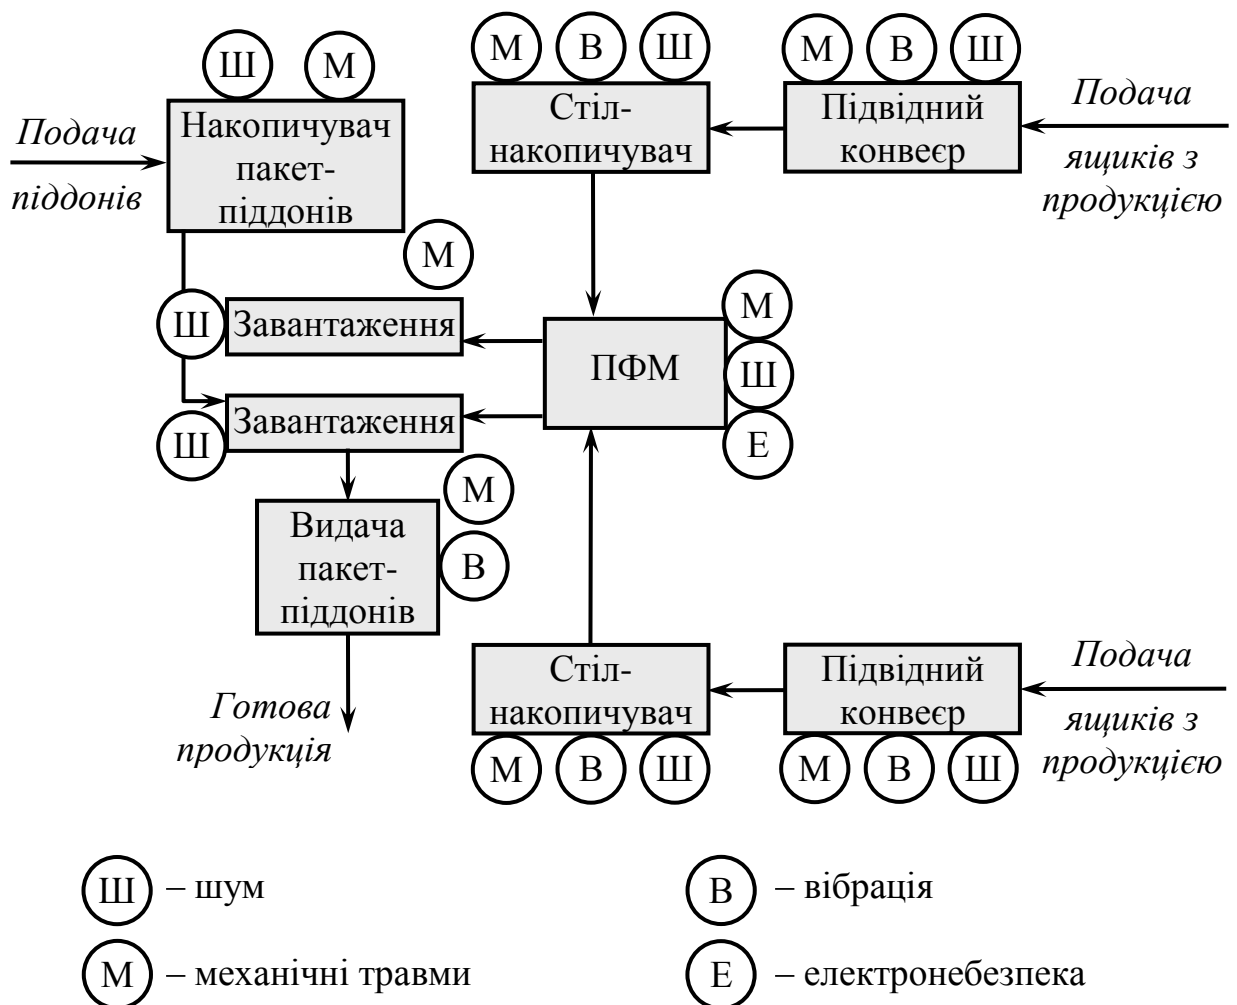 Ш М
М В Ш
М В Ш
Подача
піддонів
Накопичувач
пакет-
піддонів
Стіл-
накопичувач
Підвідний
конвеєр
Подача
ящиків з
продукцією
М
Ш
Завантаження
ПФМ
М
Ш
Е
Завантаження
Ш
М
В
Видача
пакет-
піддонів
Готова
продукція
Стіл-
накопичувач
Підвідний
конвеєр
Подача
ящиків з
продукцією
М В Ш
М В Ш
Ш – шум
В – вібрація
М – механічні травми
Е – електронебезпека